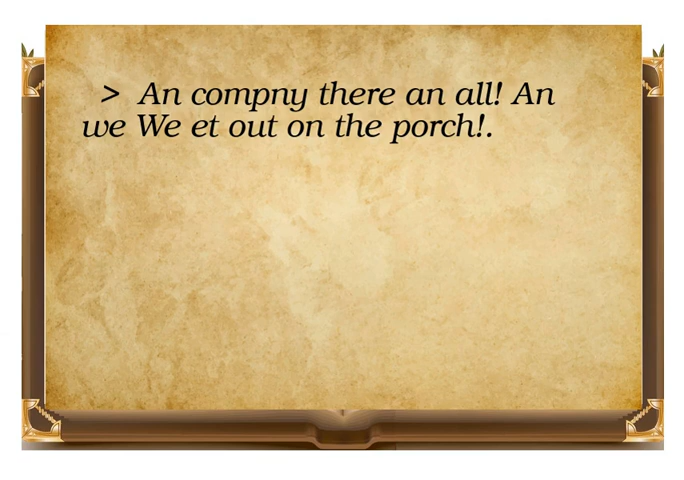 > An compny there an all! An
we We et out on the porch!.